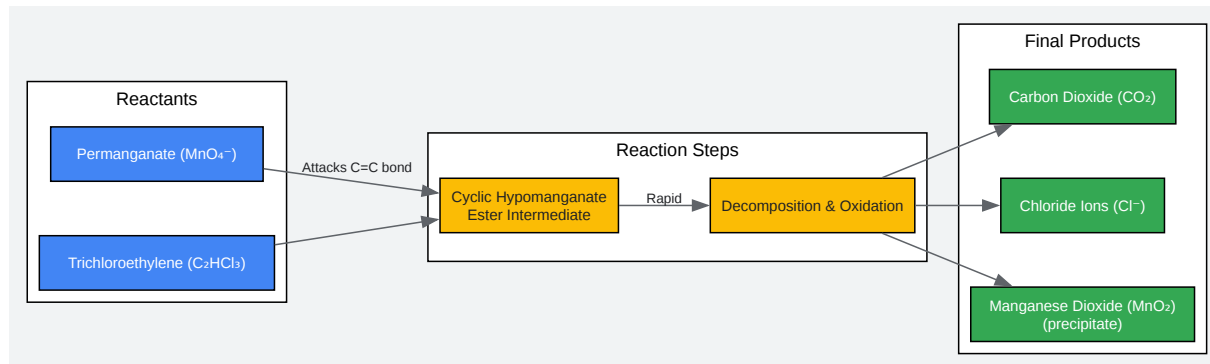 Reactants
Permanganate (MnO₄⁻)
Trichloroethylene (C₂HCl₃)
Attacks C=C bond
Reaction Steps
Cyclic Hypomanganate
Ester Intermediate
Rapid
Decomposition & Oxidation
Final Products
Carbon Dioxide (CO₂)
Chloride Ions (Cl⁻)
Manganese Dioxide (MnO₂)
(precipitate)